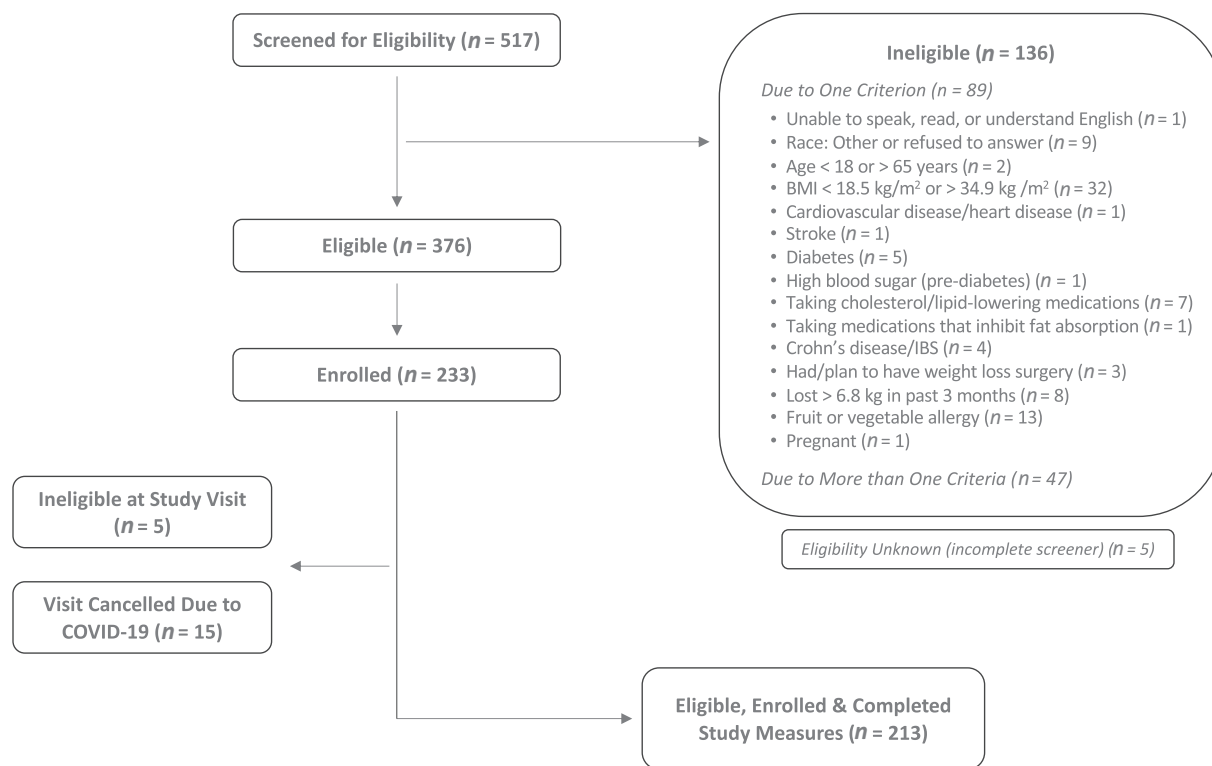 Screened for Eligibility (n = 517)
Ineligible (n = 136)
Due to One Criterion (n = 89)
• Unable to speak, read, or understand English (n = 1)
• Race: Other or refused to answer (n = 9)
• Age < 18 or > 65 years (n = 2)
• BMI < 18.5 kg/m² or > 34.9 kg /m² (n = 32)
• Cardiovascular disease/heart disease (n = 1)
• Stroke (n = 1)
• Diabetes (n = 5)
• High blood sugar (pre-diabetes) (n = 1)
• Taking cholesterol/lipid-lowering medications (n = 7)
• Taking medications that inhibit fat absorption (n = 1)
• Crohn’s disease/IBS (n = 4)
• Had/plan to have weight loss surgery (n = 3)
• Lost > 6.8 kg in past 3 months (n = 8)
• Fruit or vegetable allergy (n = 13)
• Pregnant (n = 1)
Due to More than One Criteria (n = 47)
Eligibility Unknown (incomplete screener) (n = 5)
Eligible (n = 376)
Enrolled (n = 233)
Ineligible at Study Visit
(n = 5)
Visit Cancelled Due to
COVID-19 (n = 15)
Eligible, Enrolled & Completed
Study Measures (n = 213)